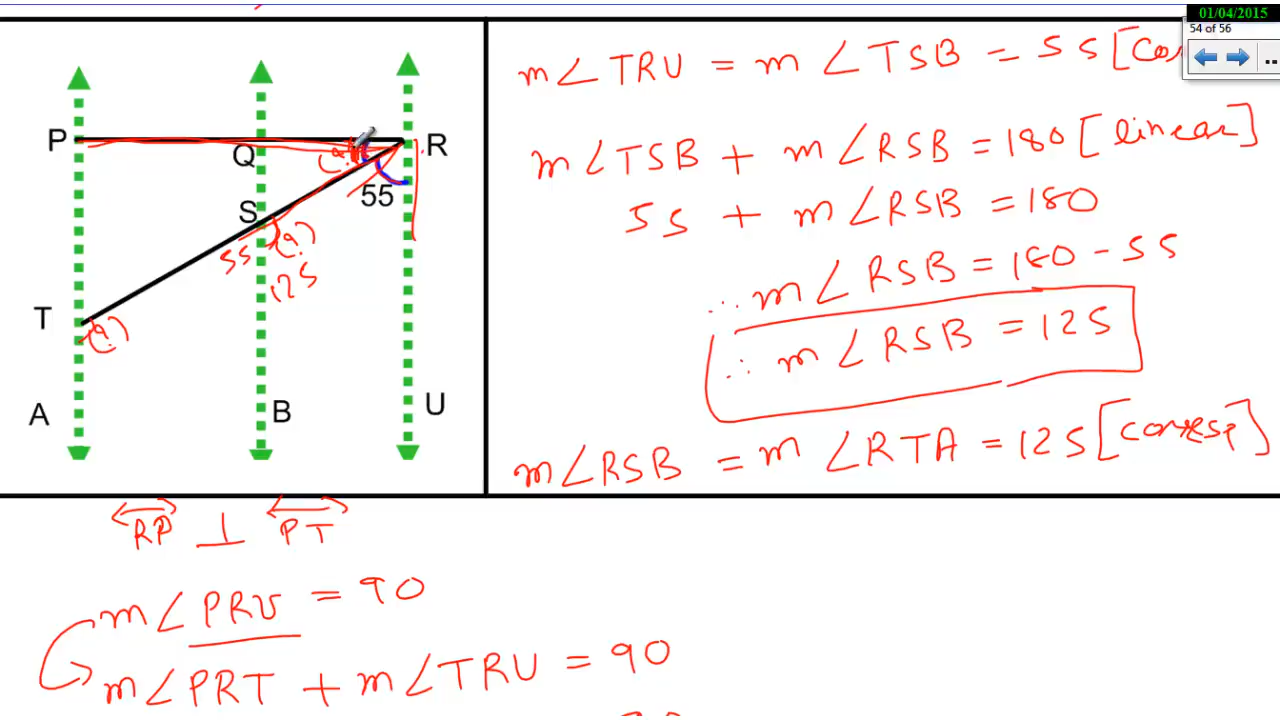 01/04/2015
54 of 56
P
Q
R
(?)
55
S
55
(?)
125
T
(?)
A
B
U
m∠TRU = m∠TSB = 55 [Cor
m∠TSB + m∠RSB = 180 [linear]
55 + m∠RSB = 180
∴ m∠RSB = 180 - 55
∴ m∠RSB = 125
m∠RSB = m∠RTA = 125 [corresp]
RP ⊥ PT
m∠PRU = 90
m∠PRT + m∠TRU = 90